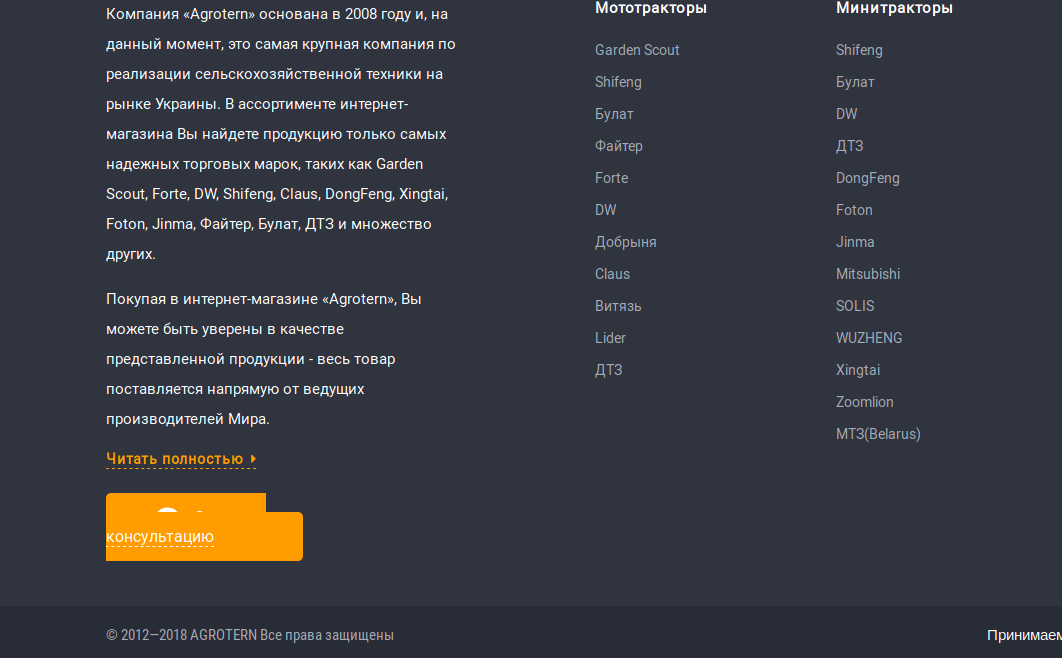 Компания «Agrotern» основана в 2008 году и, на
данный момент, это самая крупная компания по
реализации сельскохозяйственной техники на
рынке Украины. В ассортименте интернет-
магазина Вы найдете продукцию только самых
надежных торговых марок, таких как Garden
Scout, Forte, DW, Shifeng, Claus, DongFeng, Xingtai,
Foton, Jinma, Файтер, Булат, ДТЗ и множество
других.
Покупая в интернет-магазине «Agrotern», Вы
можете быть уверены в качестве
представленной продукции - весь товар
поставляется напрямую от ведущих
производителей Мира.
Читать полностью
консультацию
Мототракторы
Garden Scout
Shifeng
Булат
Файтер
Forte
DW
Добрыня
Claus
Витязь
Lider
ДТЗ
Минитракторы
Shifeng
Булат
DW
ДТЗ
DongFeng
Foton
Jinma
Mitsubishi
SOLIS
WUZHENG
Xingtai
Zoomlion
МТЗ(Belarus)
© 2012—2018 AGROTERN Все права защищены
Принимаем